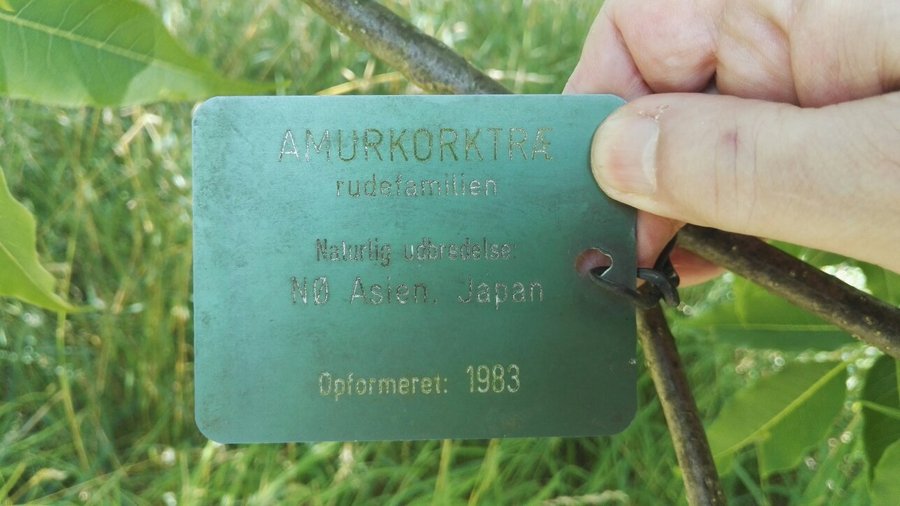 AMURKORKTRÆ
rudefamilien
Naturlig udbredelse:
NØ Asien, Japan
Opformeret: 1983